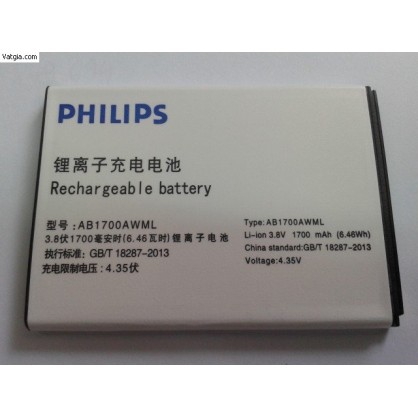 Vatgia.com
PHILIPS
锂离子充电电池
Rechargeable battery
型号:AB1700AWML
3.8伏1700毫安时(6.46瓦时)锂离子电池
执行标准:GB/T 18287-2013
充电限制电压:4.35伏
Type:AB1700AWML
Li-ion 3.8V 1700 mAh (6.46Wh)
China standard:GB/T 18287-2013
Voltage:4.35V